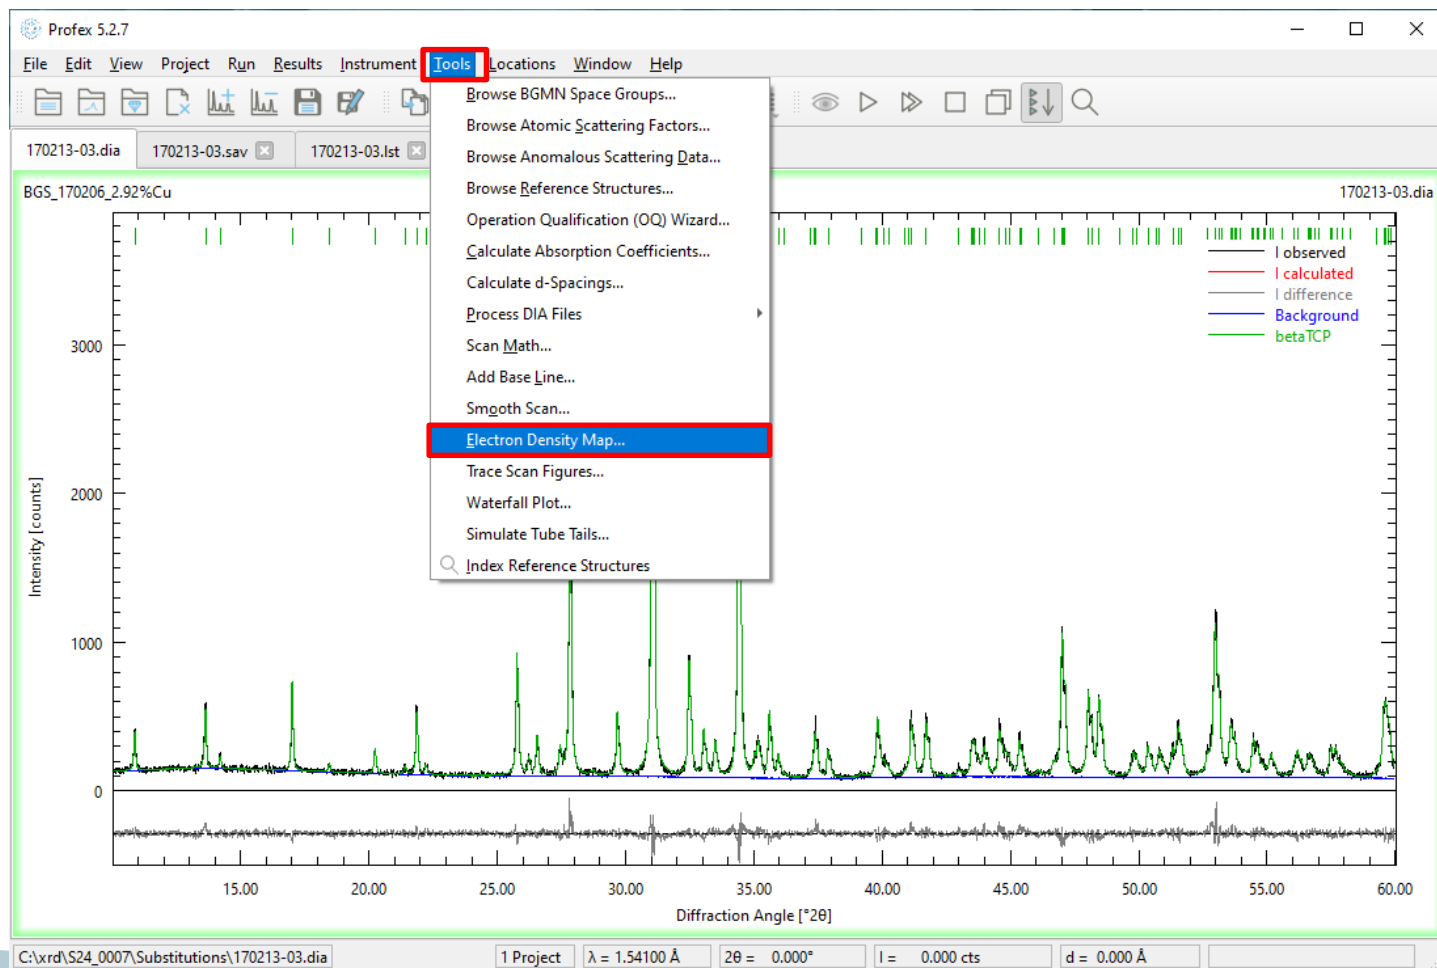 Profex 5.2.7
File Edit View Project Run Results Instrument Tools Locations Window Help
170213-03.dia 170213-03.sav 170213-03.lst
BGS_170206_2.92%Cu
170213-03.dia
Browse BGMN Space Groups...
Browse Atomic Scattering Factors...
Browse Anomalous Scattering Data...
Browse Reference Structures...
Operation Qualification (OQ) Wizard...
Calculate Absorption Coefficients...
Calculate d-Spacings...
Process DIA Files
Scan Math...
Add Base Line...
Smooth Scan...
Electron Density Map...
Trace Scan Figures...
Waterfall Plot...
Simulate Tube Tails...
Index Reference Structures
I observed
I calculated
I difference
Background
betaTCP
Intensity [counts]
3000
2000
1000
0
15.00 20.00 25.00 30.00 35.00 40.00 45.00 50.00 55.00 60.00
Diffraction Angle [°2θ]
C:\xrd\S24_0007\Substitutions\170213-03.dia 1 Project λ = 1.54100 Å 2θ = 0.000° I = 0.000 cts d = 0.000 Å